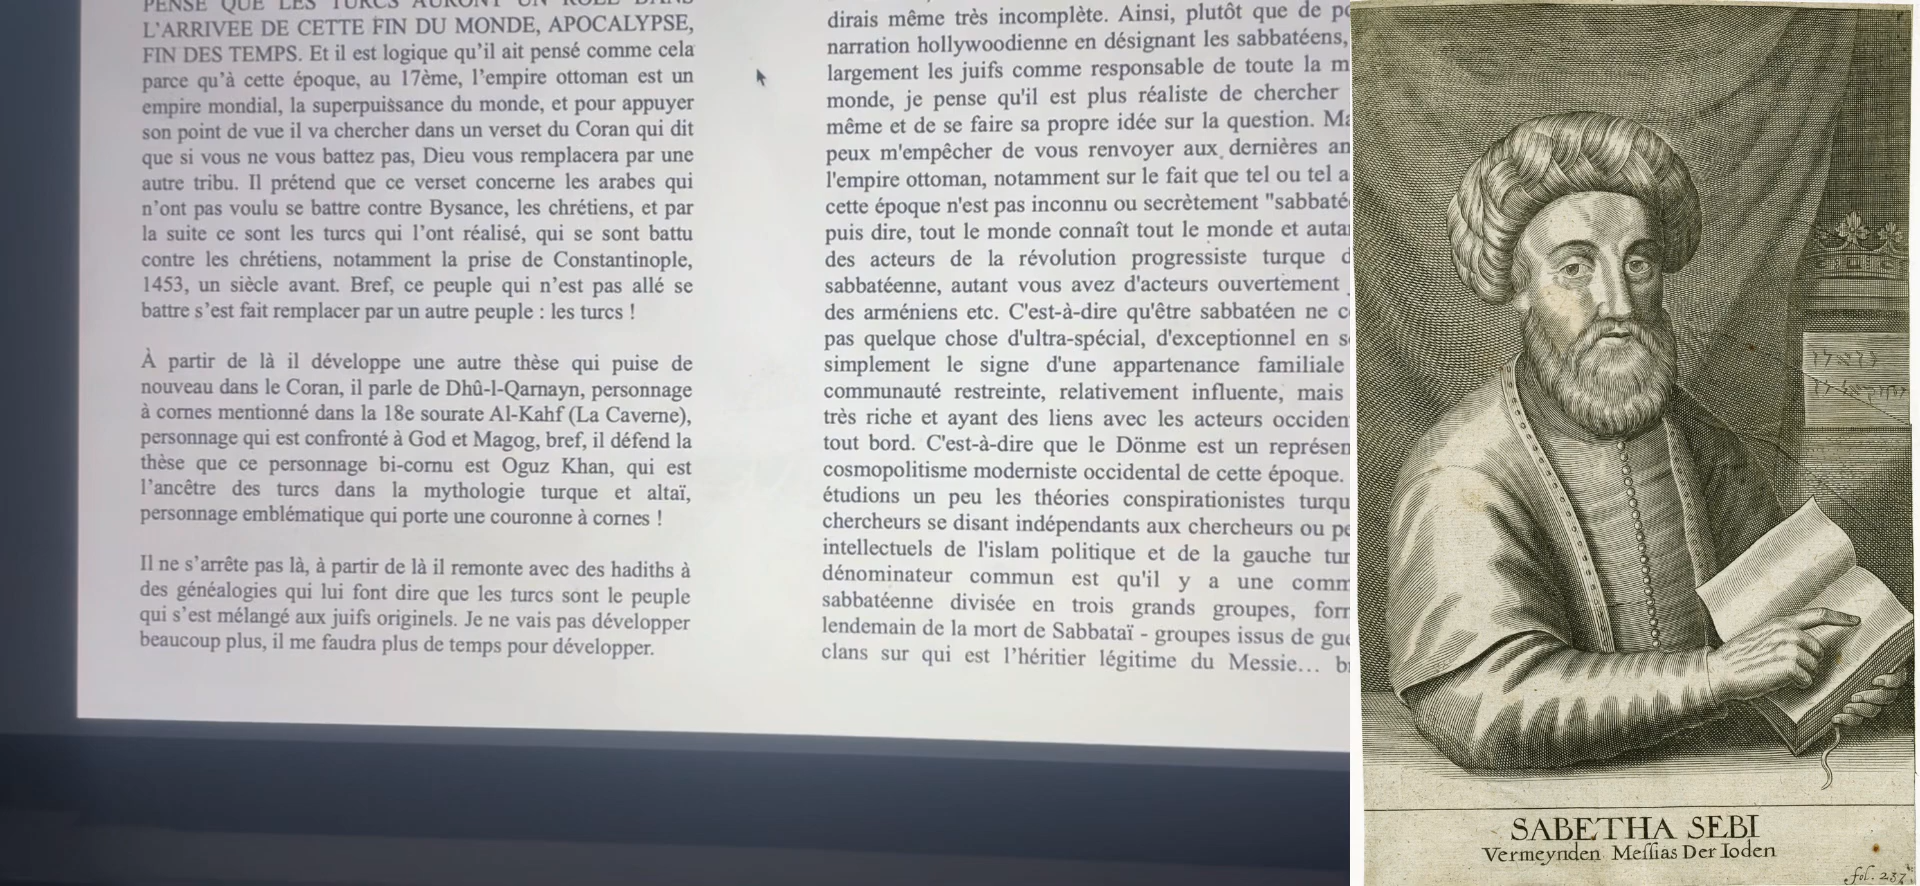 PENSE QUE LES TURCS AURONT UN ROLE DANS
L'ARRIVEE DE CETTE FIN DU MONDE, APOCALYPSE,
FIN DES TEMPS. Et il est logique qu'il ait pensé comme cela
parce qu'à cette époque, au 17ème, l'empire ottoman est un
empire mondial, la superpuissance du monde, et pour appuyer
son point de vue il va chercher dans un verset du Coran qui dit
que si vous ne vous battez pas, Dieu vous remplacera par une
autre tribu. Il prétend que ce verset concerne les arabes qui
n'ont pas voulu se battre contre Bysance, les chrétiens, et par
la suite ce sont les turcs qui l'ont réalisé, qui se sont battu
contre les chrétiens, notamment la prise de Constantinople,
1453, un siècle avant. Bref, ce peuple qui n'est pas allé se
battre s'est fait remplacer par un autre peuple : les turcs !
À partir de là il développe une autre thèse qui puise de
nouveau dans le Coran, il parle de Dhû-l-Qarnayn, personnage
à cornes mentionné dans la 18e sourate Al-Kahf (La Caverne),
personnage qui est confronté à God et Magog, bref, il défend la
thèse que ce personnage bi-cornu est Oguz Khan, qui est
l'ancêtre des turcs dans la mythologie turque et altaï,
personnage emblématique qui porte une couronne à cornes !
Il ne s'arrête pas là, à partir de là il remonte avec des hadiths à
des généalogies qui lui font dire que les turcs sont le peuple
qui s'est mélangé aux juifs originels. Je ne vais pas développer
beaucoup plus, il me faudra plus de temps pour développer.
dirais même très incomplète. Ainsi, plutôt que de
narration hollywoodienne en désignant les sabbatéens,
largement les juifs comme responsable de toute la
monde, je pense qu'il est plus réaliste de chercher
même et de se faire sa propre idée sur la question.
peux m'empêcher de vous renvoyer aux dernières
l'empire ottoman, notamment sur le fait que tel ou tel
cette époque n'est pas inconnu ou secrètement "sabbaté
puis dire, tout le monde connaît tout le monde et
des acteurs de la révolution progressiste turque
sabbatéenne, autant vous avez d'acteurs ouvertement
des arméniens etc. C'est-à-dire qu'être sabbatéen ne
pas quelque chose d'ultra-spécial, d'exceptionnel en
simplement le signe d'une appartenance familiale
communauté restreinte, relativement influente, mais
très riche et ayant des liens avec les acteurs
tout bord. C'est-à-dire que le Dönme est un
cosmopolitisme moderniste occidental de cette époque.
étudions un peu les théories conspirationistes
chercheurs se disant indépendants aux chercheurs ou
intellectuels de l'islam politique et de la gauche
dénominateur commun est qu'il y a une
sabbatéenne divisée en trois grands groupes,
lendemain de la mort de Sabbataï - groupes issus de
clans sur qui est l'héritier légitime du Messie...
SABETHA SEBI
Vermeynden Messias Der Ioden
fol. 237